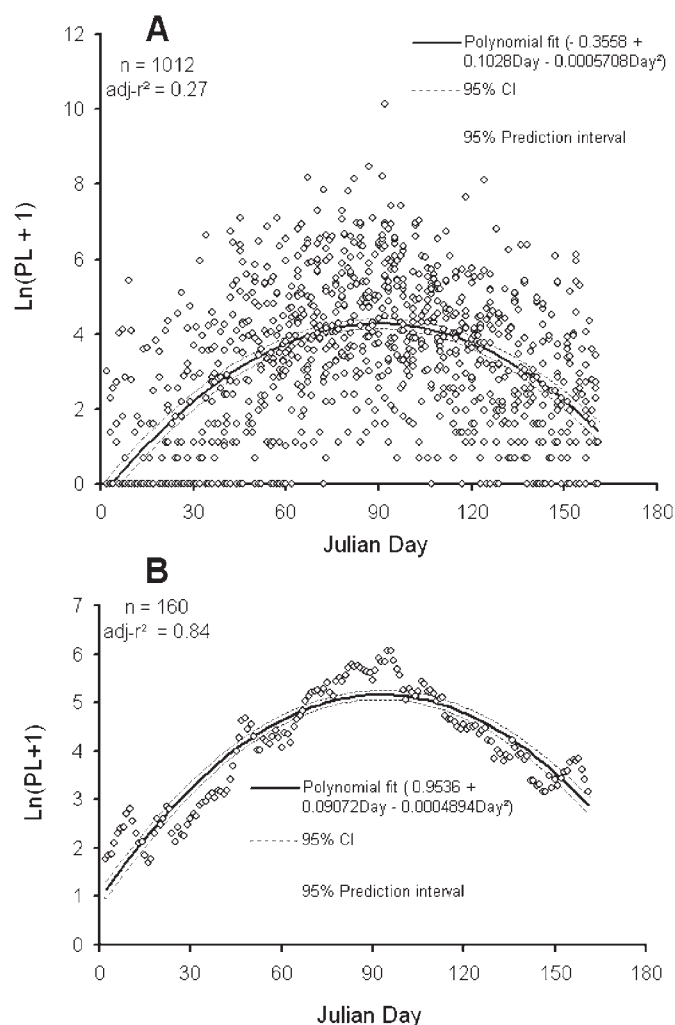 A
n = 1012
adj-r² = 0.27
Polynomial fit (- 0.3558 +
0.1028Day - 0.0005708Day²)
95% CI
95% Prediction interval
12
10
8
6
4
2
0
Ln(PL + 1)
0 30 60 90 120 150 180
Julian Day
B
n = 160
adj-r² = 0.84
7
6
5
4
3
2
1
0
Ln(PL+1)
Polynomial fit ( 0.9536 +
0.09072Day - 0.0004894Day²)
95% CI
95% Prediction interval
0 30 60 90 120 150 180
Julian Day